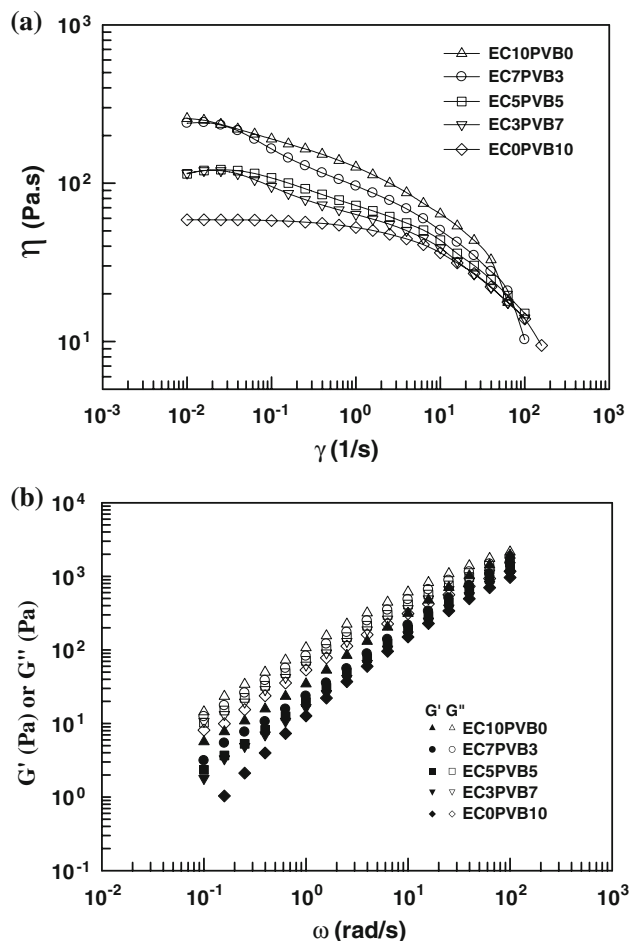 (a)
10³
10²
10¹
η (Pa.s)
EC10PVB0
EC7PVB3
EC5PVB5
EC3PVB7
EC0PVB10
10⁻³ 10⁻² 10⁻¹ 10⁰ 10¹ 10² 10³
γ (1/s)
(b)
10⁴
10³
10²
10¹
10⁰
10⁻¹
G' (Pa) or G" (Pa)
G' G"
EC10PVB0
EC7PVB3
EC5PVB5
EC3PVB7
EC0PVB10
10⁻² 10⁻¹ 10⁰ 10¹ 10² 10³
ω (rad/s)